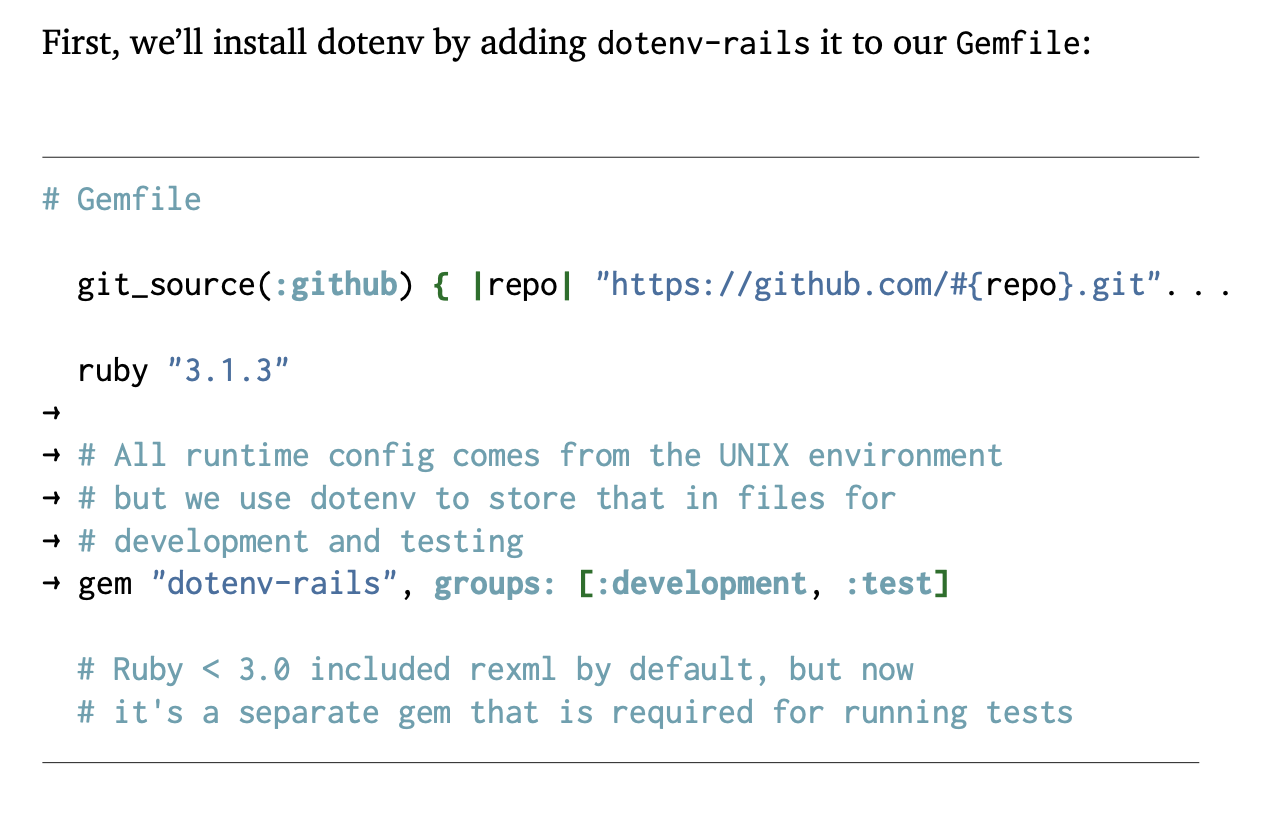 First, we’ll install dotenv by adding dotenv-rails it to our Gemfile:
# Gemfile
git_source(:github) { |repo| "https://github.com/#{repo}.git". . .
ruby "3.1.3"
→
→ # All runtime config comes from the UNIX environment
→ # but we use dotenv to store that in files for
→ # development and testing
→ gem "dotenv-rails", groups: [:development, :test]
# Ruby < 3.0 included rexml by default, but now
# it's a separate gem that is required for running tests